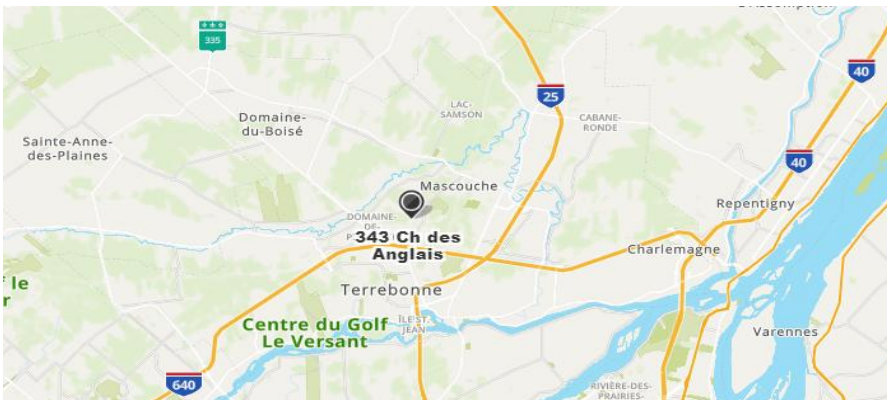 335
25
40
LAC-
SAMSON
Domaine-
du-Boisé
CABANE-
RONDE
Sainte-Anne-
des-Plaines
40
Mascouche
Repentigny
DOMAINE-
DE-
343 Ch des
Anglais
Charlemagne
Terrebonne
le
r
Centre du Golf
Le Versant
ÎLE ST-
JEAN
Varennes
640
RIVIÈRE-DES-
PRAIRIES-